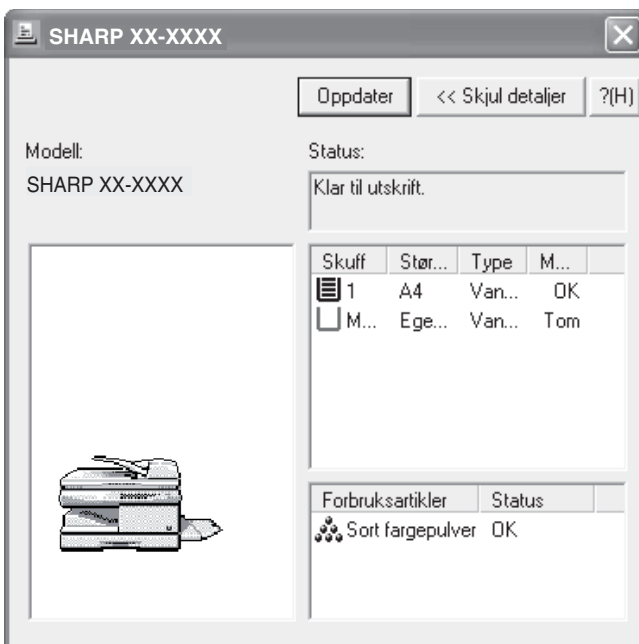 SHARP XX-XXXX
Oppdater << Skjul detaljer ?(H)
Modell: Status:
SHARP XX-XXXX Klar til utskrift.
Skuff Stør... Type M...
1 A4 Van... OK
M... Ege... Van... Tom
Forbruksartikler Status
Sort fargepulver OK